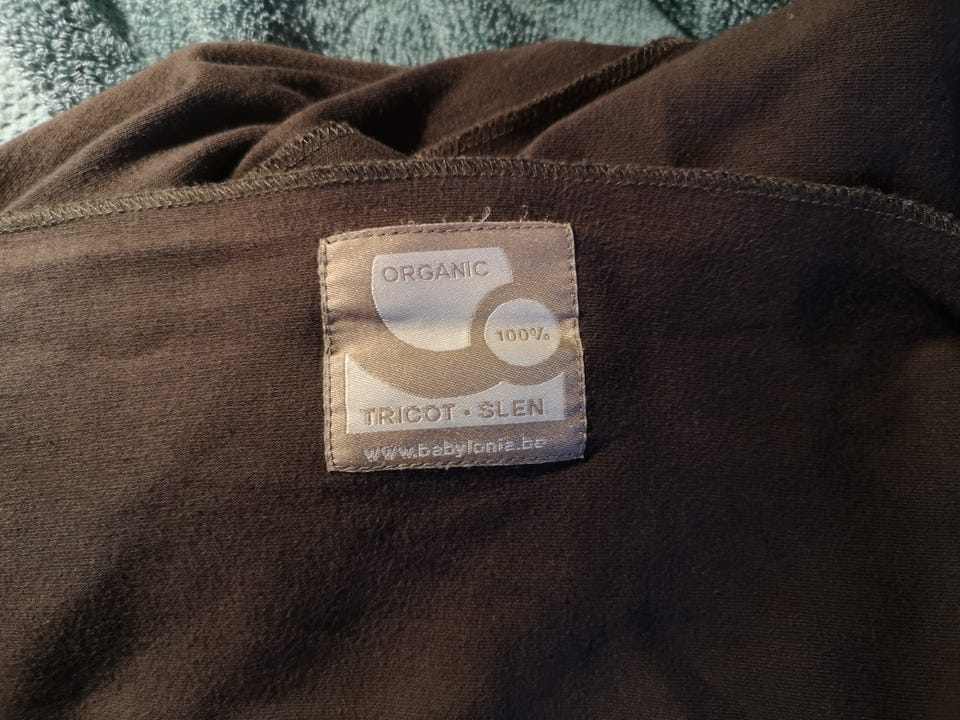 ORGANIC
100%
TRICOT · SLEN
www.babylonia.be